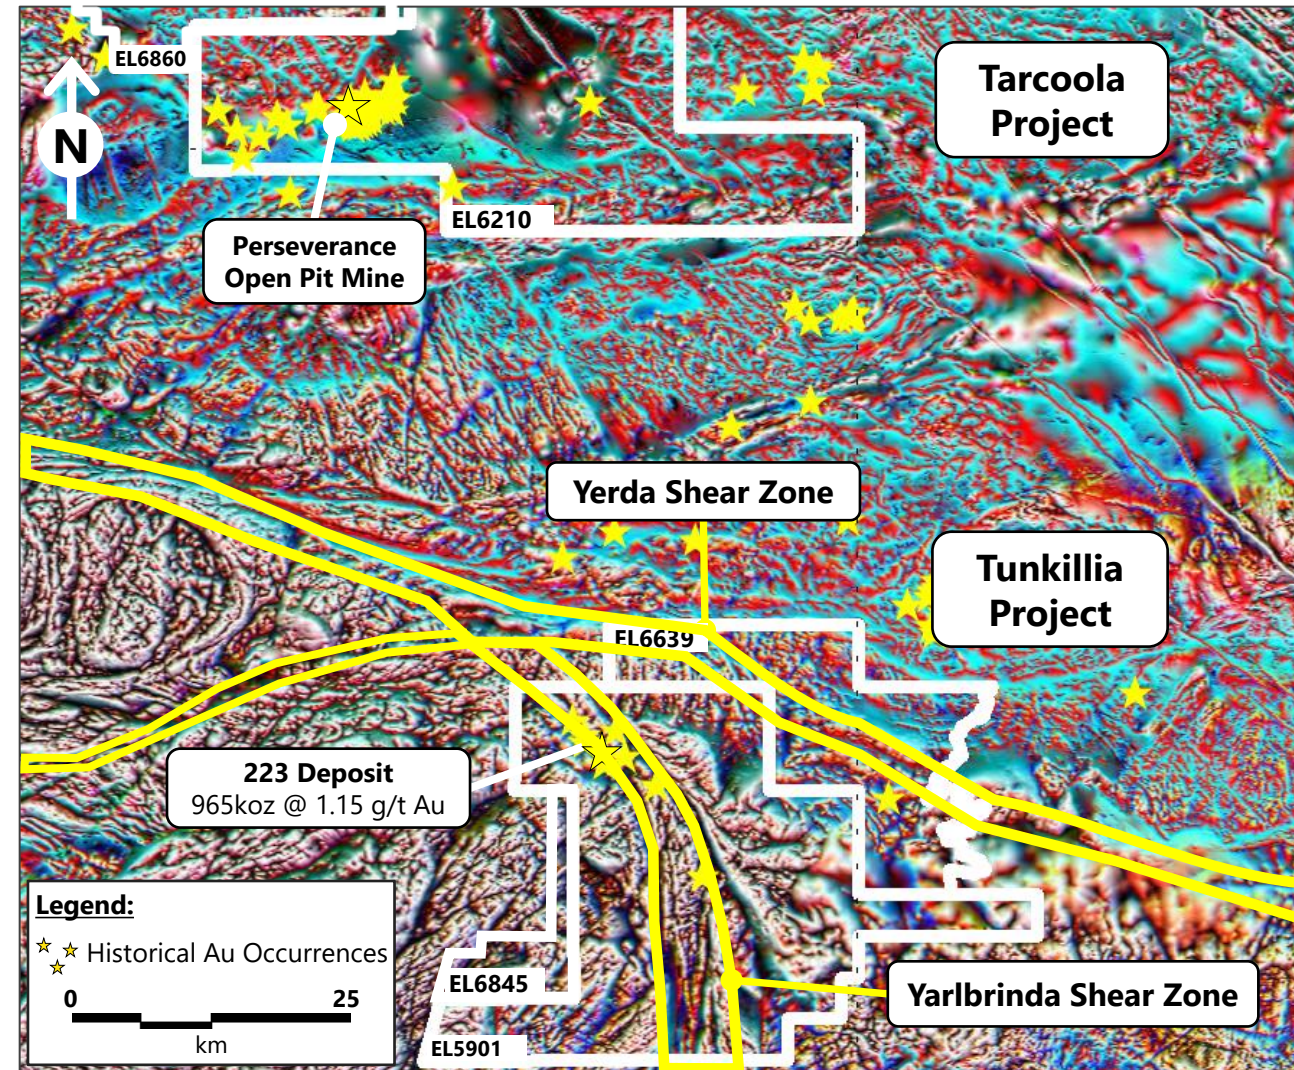 EL6860
Tarcoola
Project
N
EL6210
Perseverance
Open Pit Mine
Yerda Shear Zone
Tunkillia
Project
EL6639
223 Deposit
965koz @ 1.15 g/t Au
Legend:
Historical Au Occurrences
0 25
km
EL6845
Yarlbrinda Shear Zone
EL5901